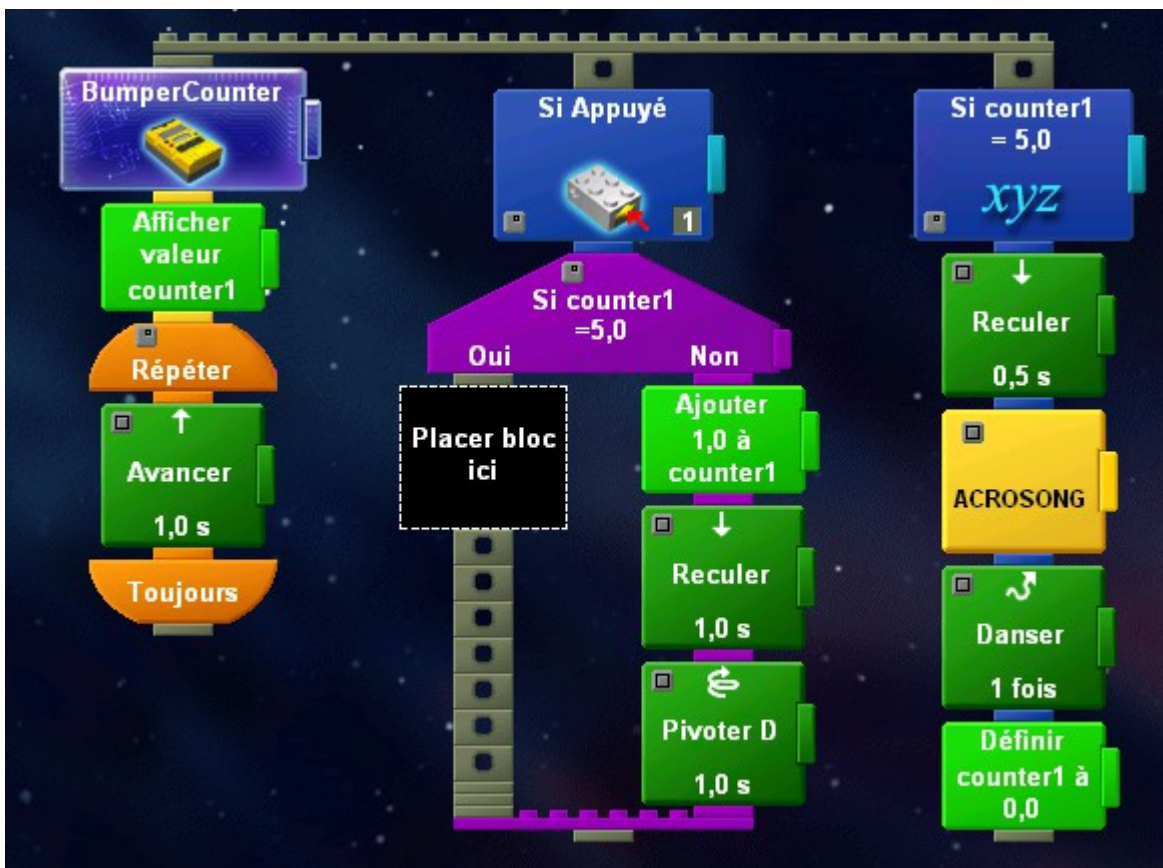 BumperCounter
Afficher
valeur
counter1
Répéter
Avancer
1,0 s
Toujours
Si Appuyé
1
Si counter1
=5,0
Oui
Non
Placer bloc
ici
Ajouter
1,0 à
counter1
Reculer
1,0 s
Pivoter D
1,0 s
Si counter1
= 5,0
xyz
Reculer
0,5 s
ACROSONG
Danser
1 fois
Définir
counter1 à
0,0